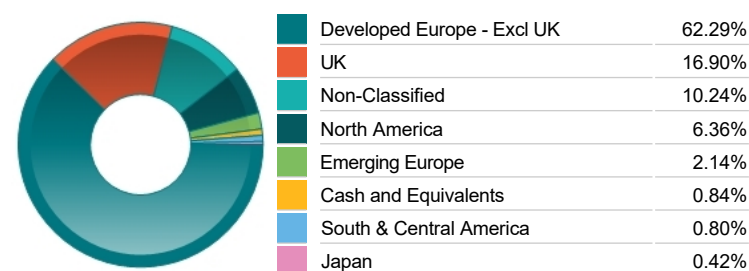 Developed Europe - Excl UK 62.29%
UK 16.90%
Non-Classified 10.24%
North America 6.36%
Emerging Europe 2.14%
Cash and Equivalents 0.84%
South & Central America 0.80%
Japan 0.42%